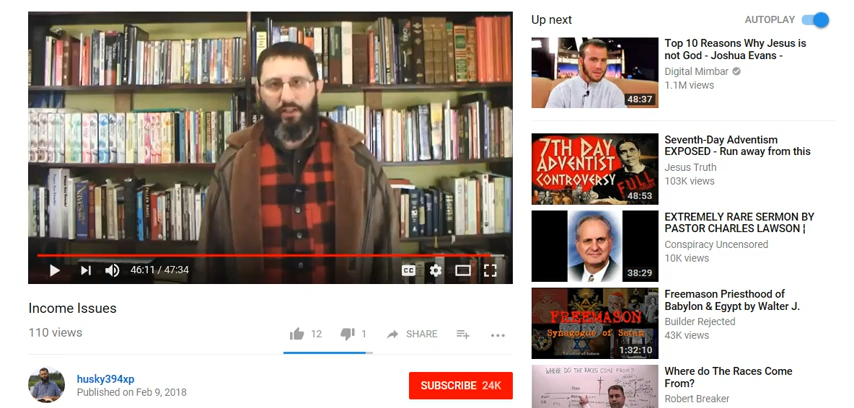 Up next
AUTOPLAY
Top 10 Reasons Why Jesus is
not God - Joshua Evans -
Digital Mimbar
1.1M views
48:37
7TH DAY
ADVENTIST
CONTROVERSY
FULL
48:53
Seventh-Day Adventism
EXPOSED - Run away from this
Jesus Truth
103K views
38:29
EXTREMELY RARE SERMON BY
PASTOR CHARLES LAWSON ¦
Conspiracy Uncensored
10K views
FREEMASON
Synagogue of Satan
1:32:10
Freemason Priesthood of
Babylon & Egypt by Walter J.
Builder Rejected
43K views
WHERE DO THE RACES COME FROM?
Where do The Races Come
From?
Robert Breaker
46:11 / 47:34
CC
Income Issues
110 views
12
1
SHARE
husky394xp
Published on Feb 9, 2018
SUBSCRIBE 24K